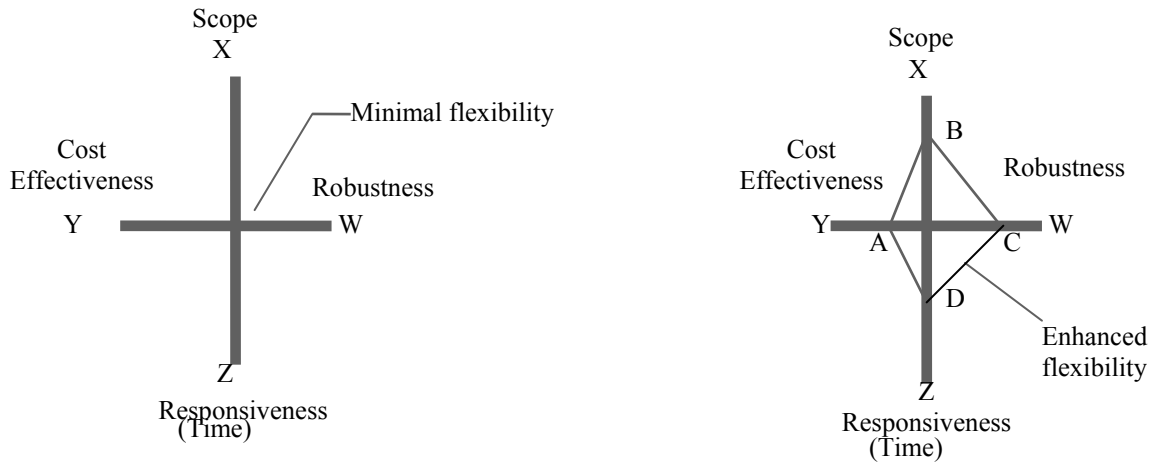 Scope
X
Minimal flexibility
Cost
Effectiveness
Robustness
Y
W
Z
Responsiveness
(Time)
Scope
X
B
Cost
Effectiveness
Robustness
Y
A
C
W
D
Enhanced
flexibility
Z
Responsiveness
(Time)